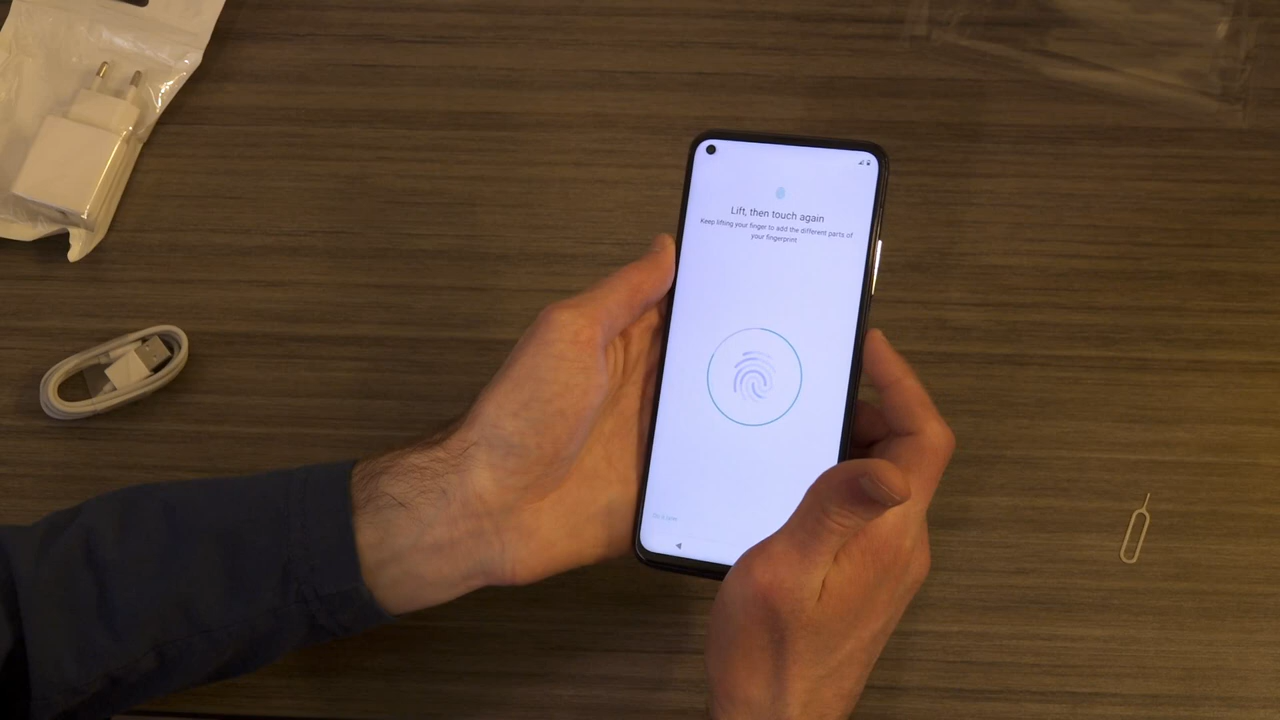 Lift, then touch again
Keep lifting your finger to add the different parts of
your fingerprint